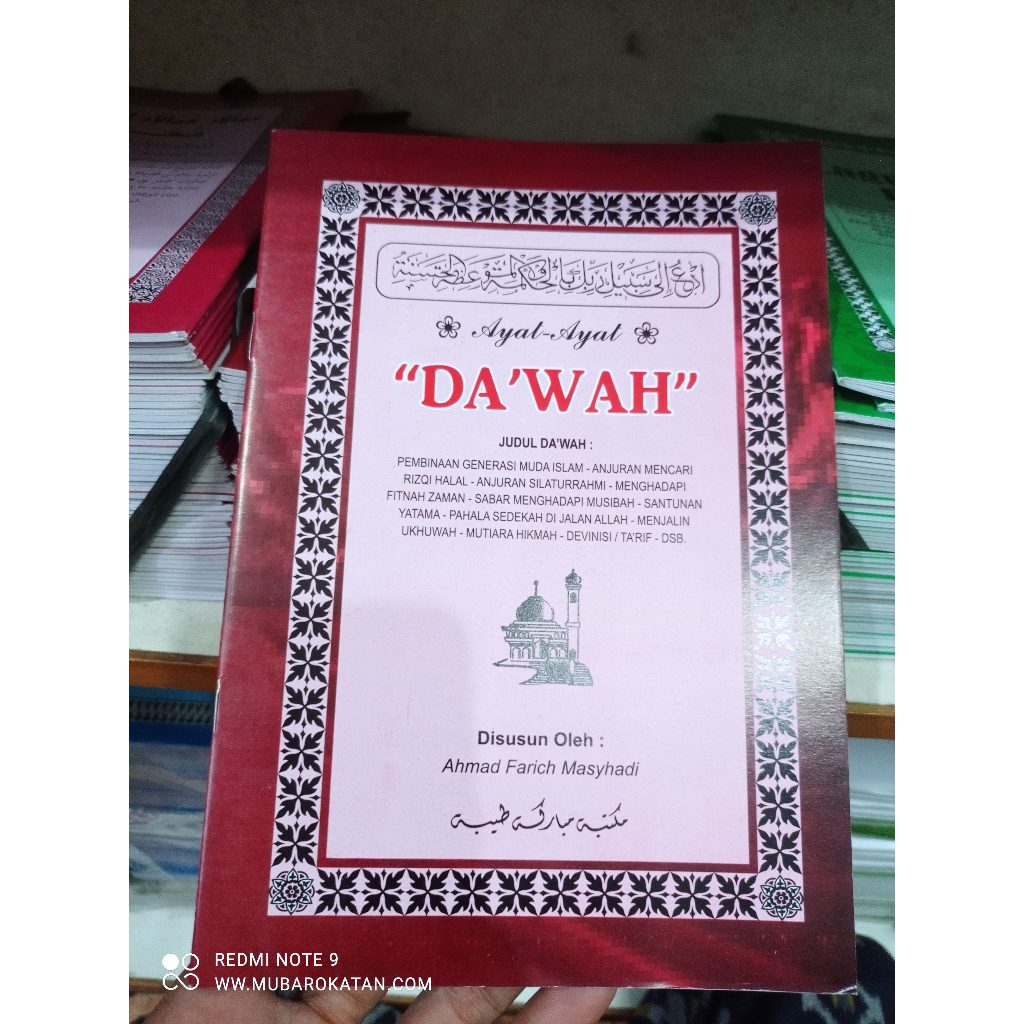 ادع إلى سبيل ربك بالحكمة والموعظة الحسنة
Ayat-Ayat
“DA’WAH”
JUDUL DA’WAH :
PEMBINAAN GENERASI MUDA ISLAM - ANJURAN MENCARI
RIZQI HALAL - ANJURAN SILATURRAHMI - MENGHADAPI
FITNAH ZAMAN - SABAR MENGHADAPI MUSIBAH - SANTUNAN
YATAMA - PAHALA SEDEKAH DI JALAN ALLAH - MENJALIN
UKHUWAH - MUTIARA HIKMAH - DEVINISI / TA’RIF - DSB.
Disusun Oleh :
Ahmad Farich Masyhadi
مكتبة مباركة طيبة
REDMI NOTE 9
WWW.MUBAROKATAN.COM